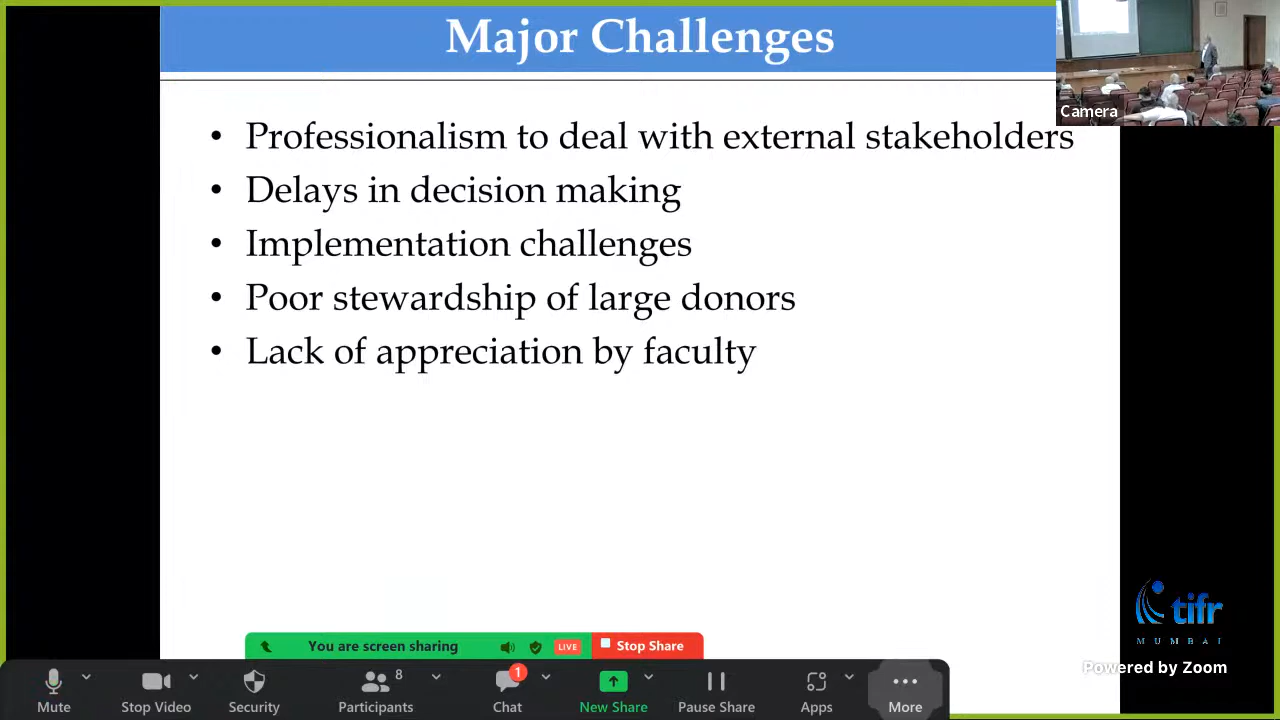 Major Challenges
Camera
• Professionalism to deal with external stakeholders
• Delays in decision making
• Implementation challenges
• Poor stewardship of large donors
• Lack of appreciation by faculty
tifr
MUMBAI
Powered by Zoom
You are screen sharing
LIVE
Stop Share
8
1
Mute
Stop Video
Security
Participants
Chat
New Share
Pause Share
Apps
More